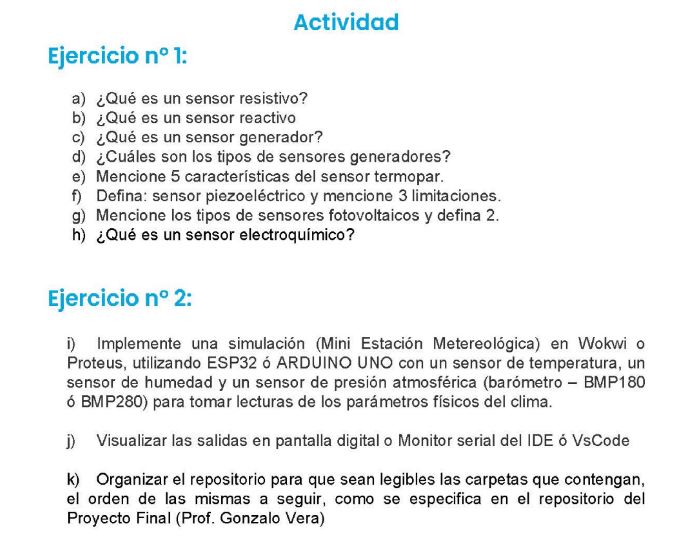 Actividad
Ejercicio nº 1:
a) ¿Qué es un sensor resistivo?
b) ¿Qué es un sensor reactivo
c) ¿Qué es un sensor generador?
d) ¿Cuáles son los tipos de sensores generadores?
e) Mencione 5 características del sensor termopar.
f) Defina: sensor piezoeléctrico y mencione 3 limitaciones.
g) Mencione los tipos de sensores fotovoltaicos y defina 2.
h) ¿Qué es un sensor electroquímico?
Ejercicio nº 2:
i) Implemente una simulación (Mini Estación Metereológica) en Wokwi o
Proteus, utilizando ESP32 ó ARDUINO UNO con un sensor de temperatura, un
sensor de humedad y un sensor de presión atmosférica (barómetro – BMP180
ó BMP280) para tomar lecturas de los parámetros físicos del clima.
j) Visualizar las salidas en pantalla digital o Monitor serial del IDE ó VsCode
k) Organizar el repositorio para que sean legibles las carpetas que contengan,
el orden de las mismas a seguir, como se especifica en el repositorio del
Proyecto Final (Prof. Gonzalo Vera)